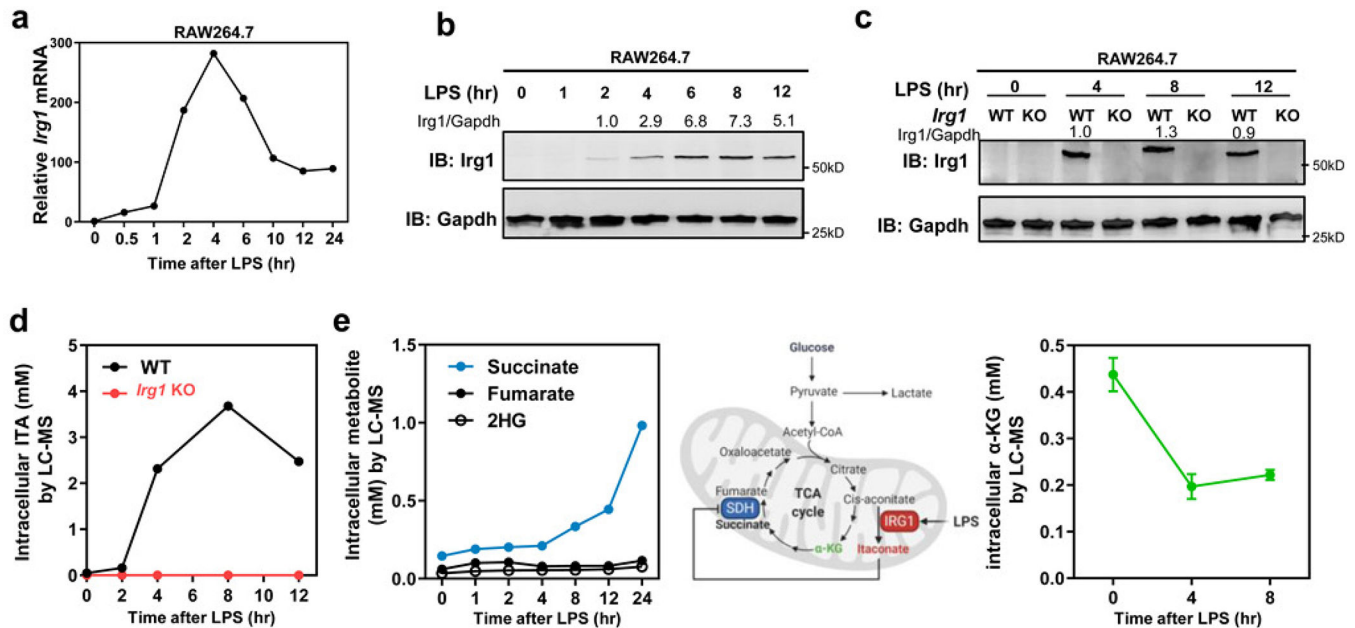 a
RAW264.7
Relative Irg1 mRNA
300
200
100
0
0 0.5 1 2 4 6 10 12 24
Time after LPS (hr)
b
RAW264.7
LPS (hr) 0 1 2 4 6 8 12
Irg1/Gapdh 1.0 2.9 6.8 7.3 5.1
IB: Irg1
50kD
IB: Gapdh
25kD
c
RAW264.7
LPS (hr) 0 4 8 12
Irg1 WT KO WT KO WT KO WT KO
Irg1/Gapdh 1.0 1.3 0.9
IB: Irg1
50kD
IB: Gapdh
25kD
d
Intracellular ITA (mM)
by LC-MS
5
4
3
2
1
0
WT
Irg1 KO
0 2 4 6 8 10 12
Time after LPS (hr)
e
Intracellular metabolite
(mM) by LC-MS
1.5
1.0
0.5
0.0
Succinate
Fumarate
2HG
0 1 2 4 8 12 24
Time after LPS (hr)
Glucose
Pyruvate
Lactate
Acetyl-CoA
Oxaloacetate
Citrate
Fumarate
TCA
cycle
Cis-aconitate
SDH
Succinate
IRG1
LPS
α-KG
Itaconate
intracellular α-KG (mM)
by LC-MS
0.5
0.4
0.3
0.2
0.1
0.0
0 4 8
Time after LPS (hr)